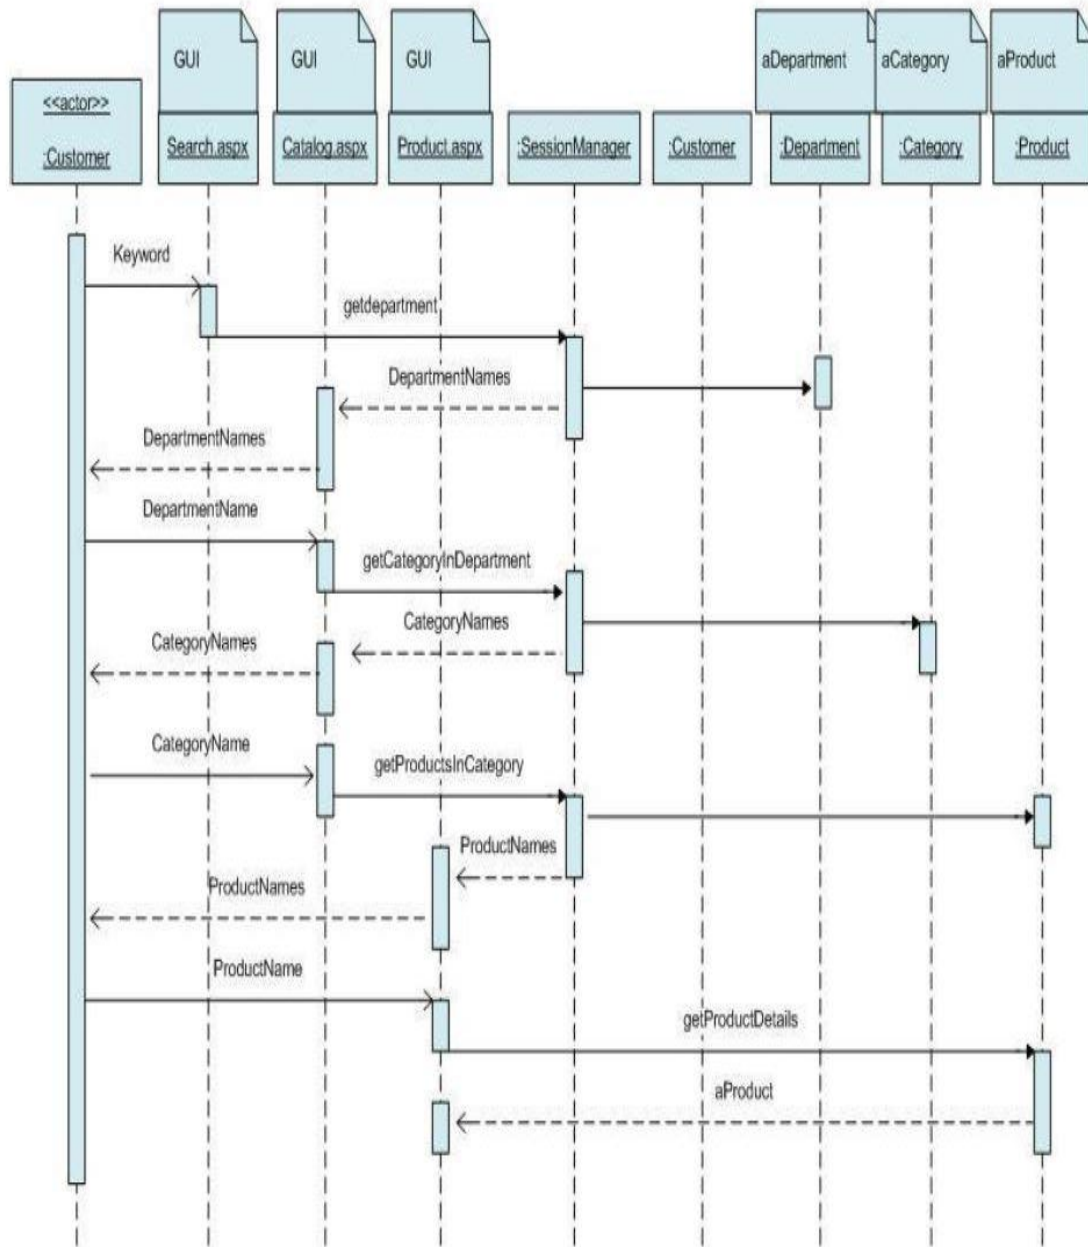 GUI
GUI
GUI
aDepartment
aCategory
aProduct
<<actor>>
:Customer
Search.aspx
Catalog.aspx
Product.aspx
:SessionManager
:Customer
:Department
:Category
:Product
Keyword
getdepartment
DepartmentNames
DepartmentNames
DepartmentName
getCategoryInDepartment
CategoryNames
CategoryNames
CategoryName
getProductsInCategory
ProductNames
ProductNames
ProductName
getProductDetails
aProduct